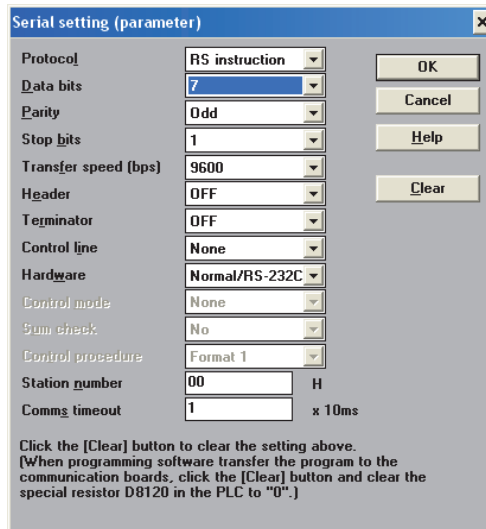 Serial setting (parameter)
Protocol RS instruction OK
Data bits 7
Cancel
Parity Odd
Stop bits 1 Help
Transfer speed (bps) 9600
Header OFF Clear
Terminator OFF
Control line None
Hardware Normal/RS-232C
Control mode None
Sum check No
Control procedure Format 1
Station number 00 H
Comms timeout 1 x 10ms
Click the [Clear] button to clear the setting above.
(When programming software transfer the program to the
communication boards, click the [Clear] button and clear the
special resistor D8120 in the PLC to "0".)